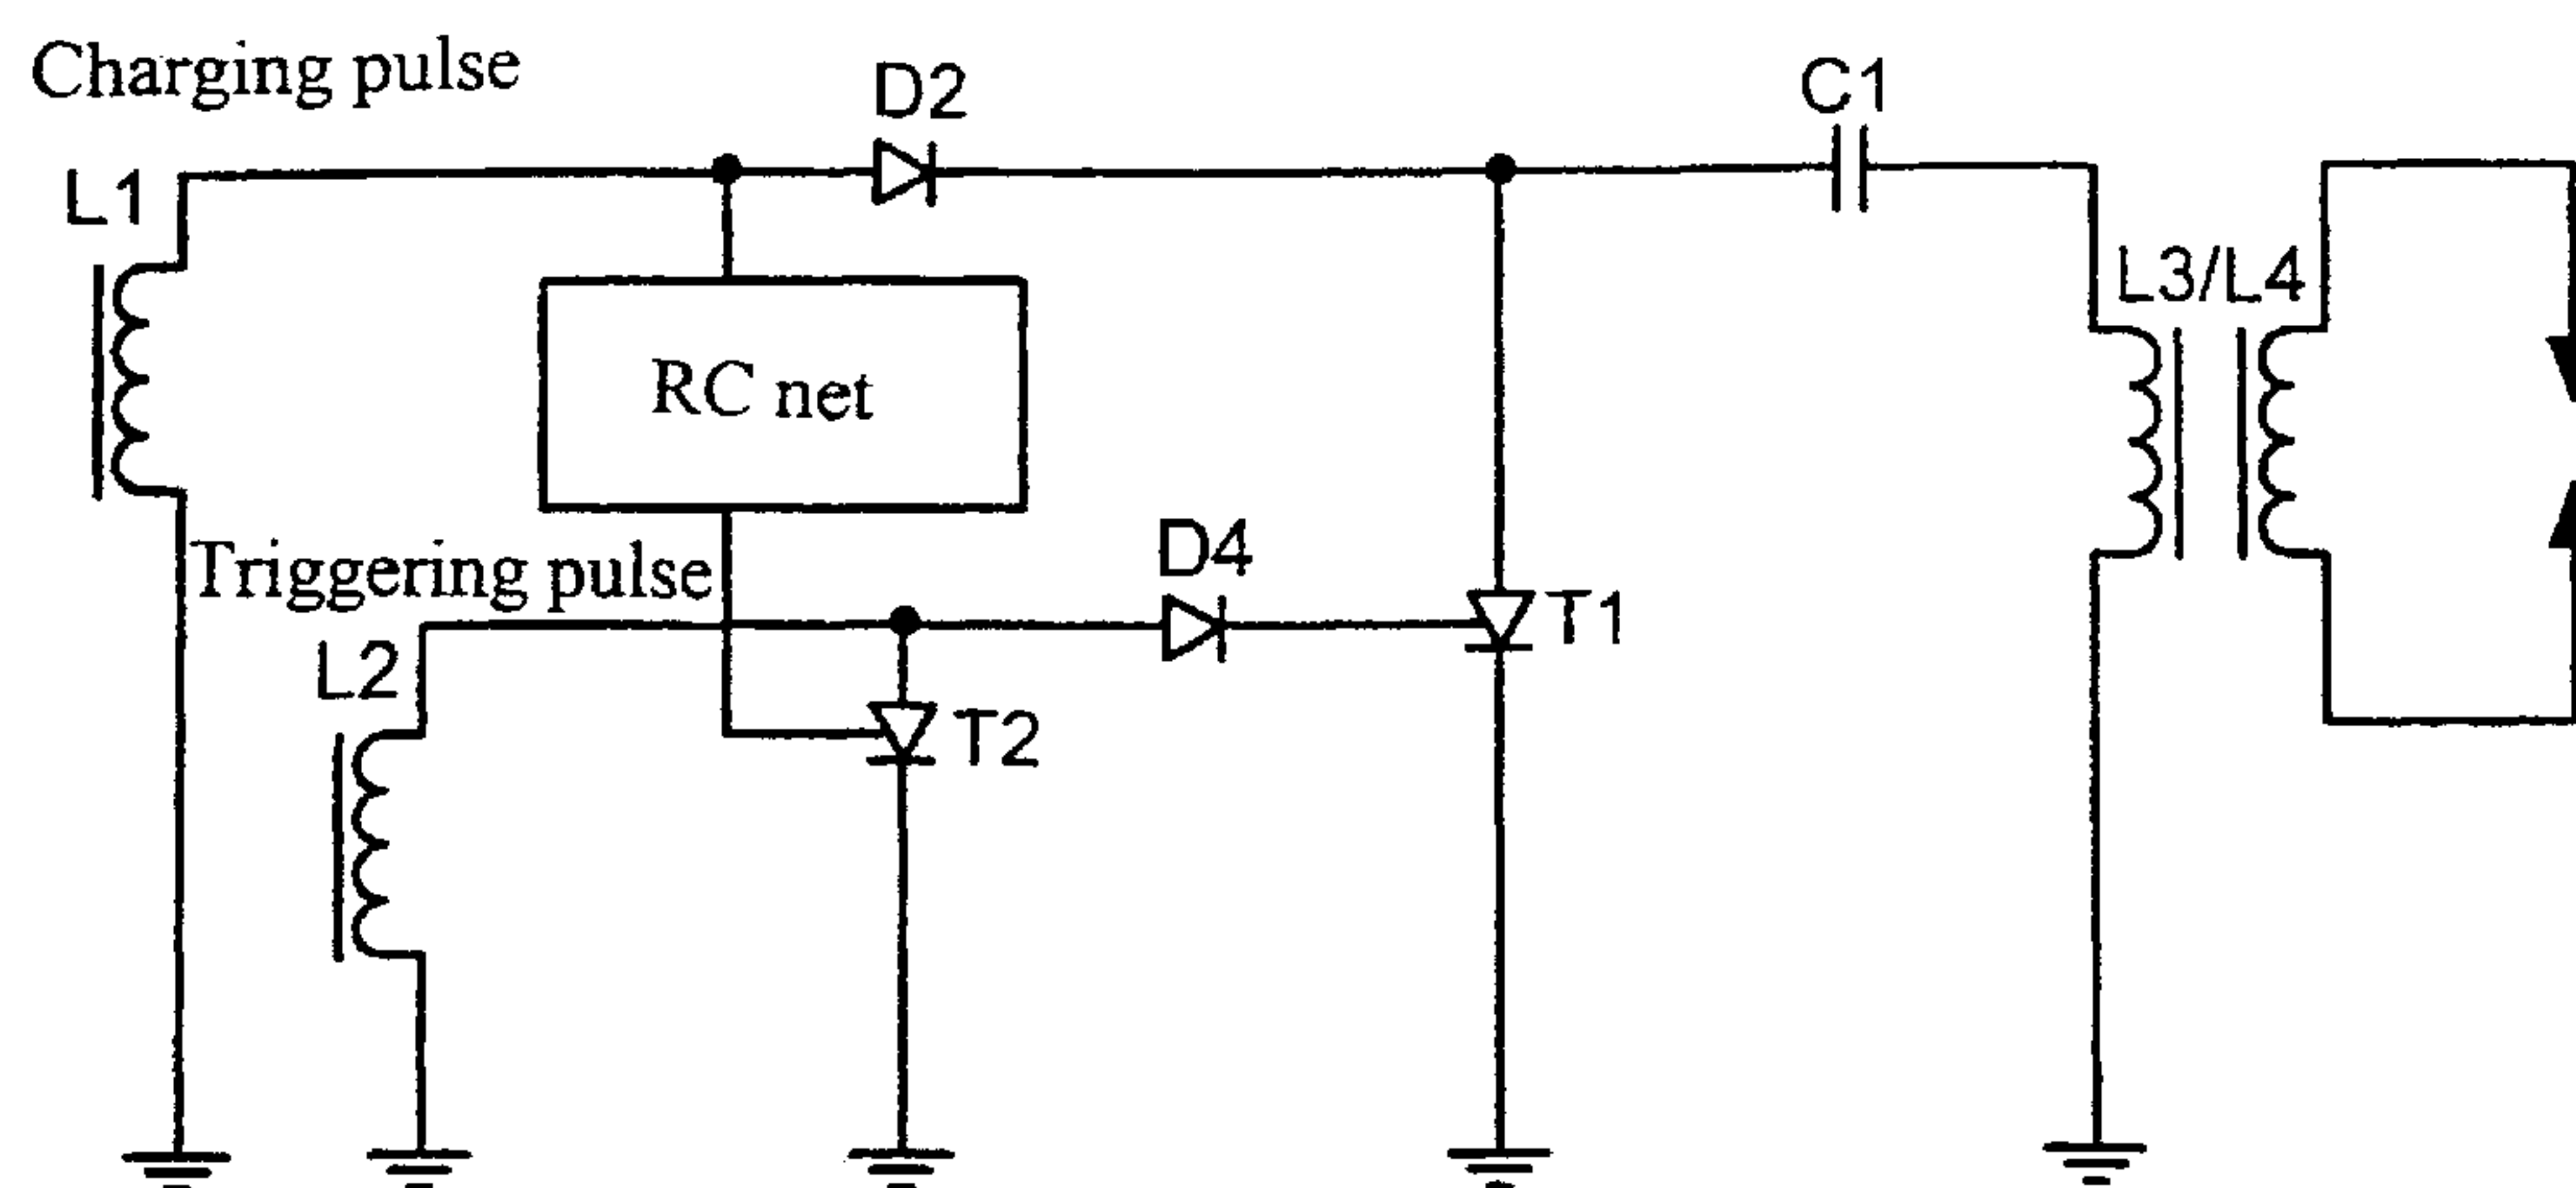 Charging pulse
D2
C1
L1
L3/L4
RC net
D4
Triggering pulse
T1
L2
T2